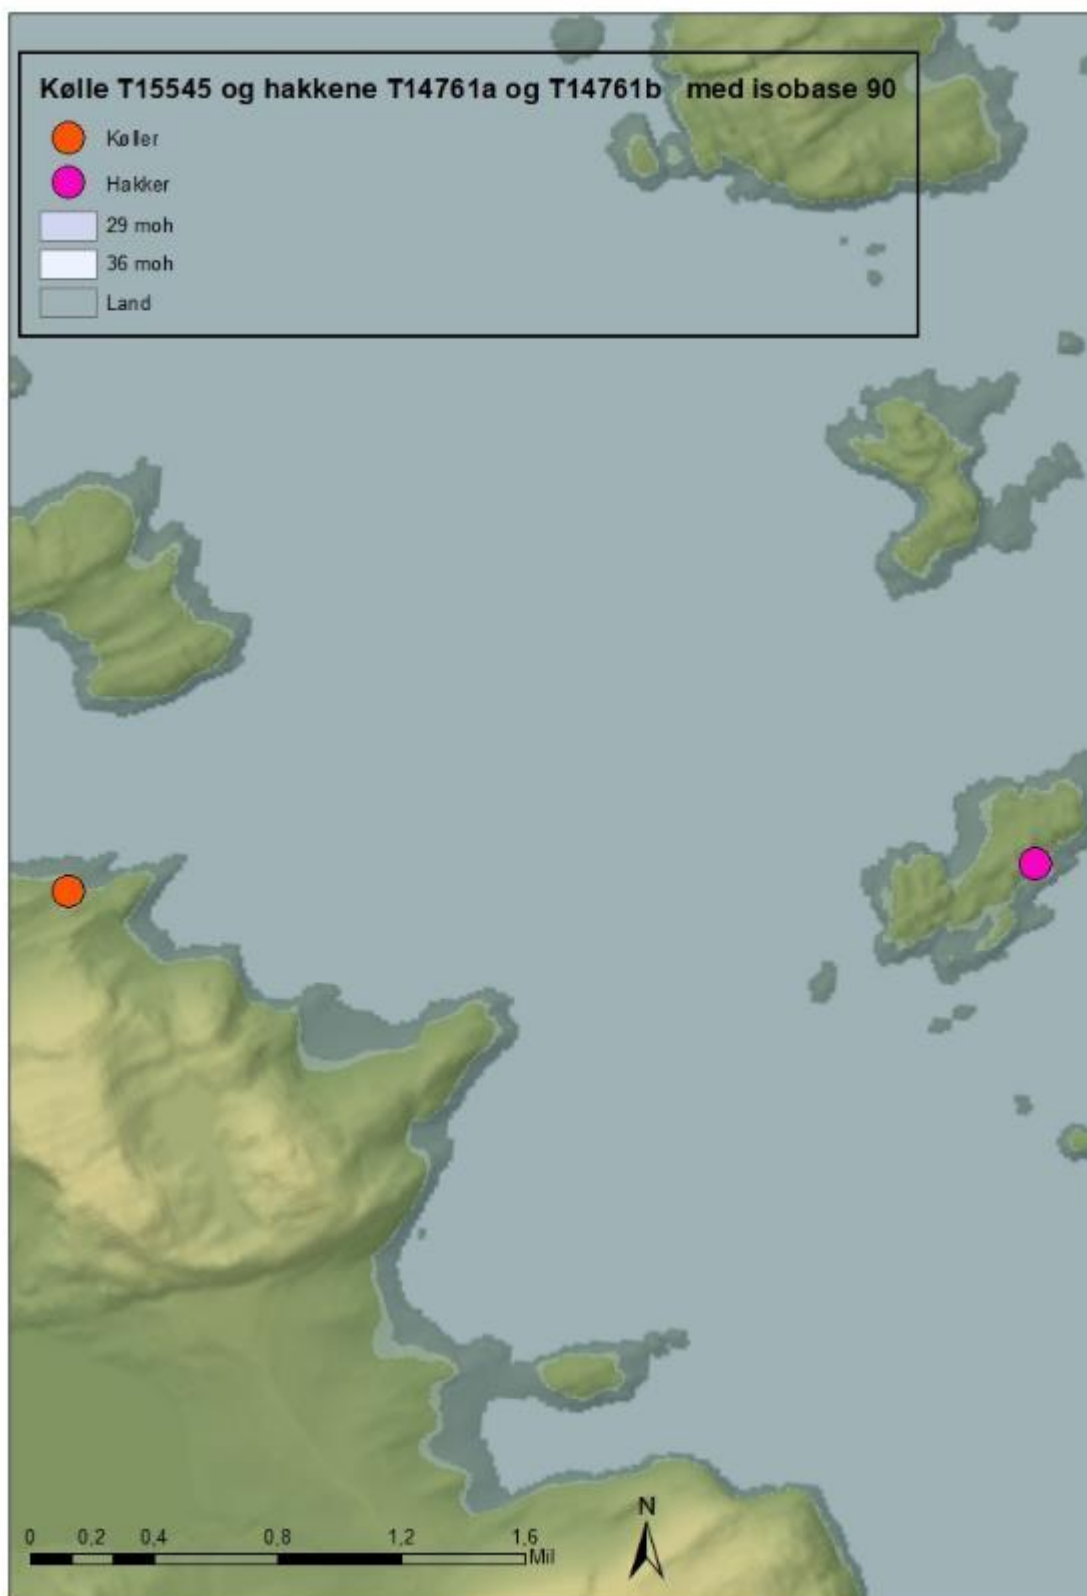 Kølle T15545 og hakkene T14761a og T14761b med isobase 90
Køller
Hakker
29 moh
36 moh
Land
N
0 0,2 0,4 0,8 1,2 1,6
Mil